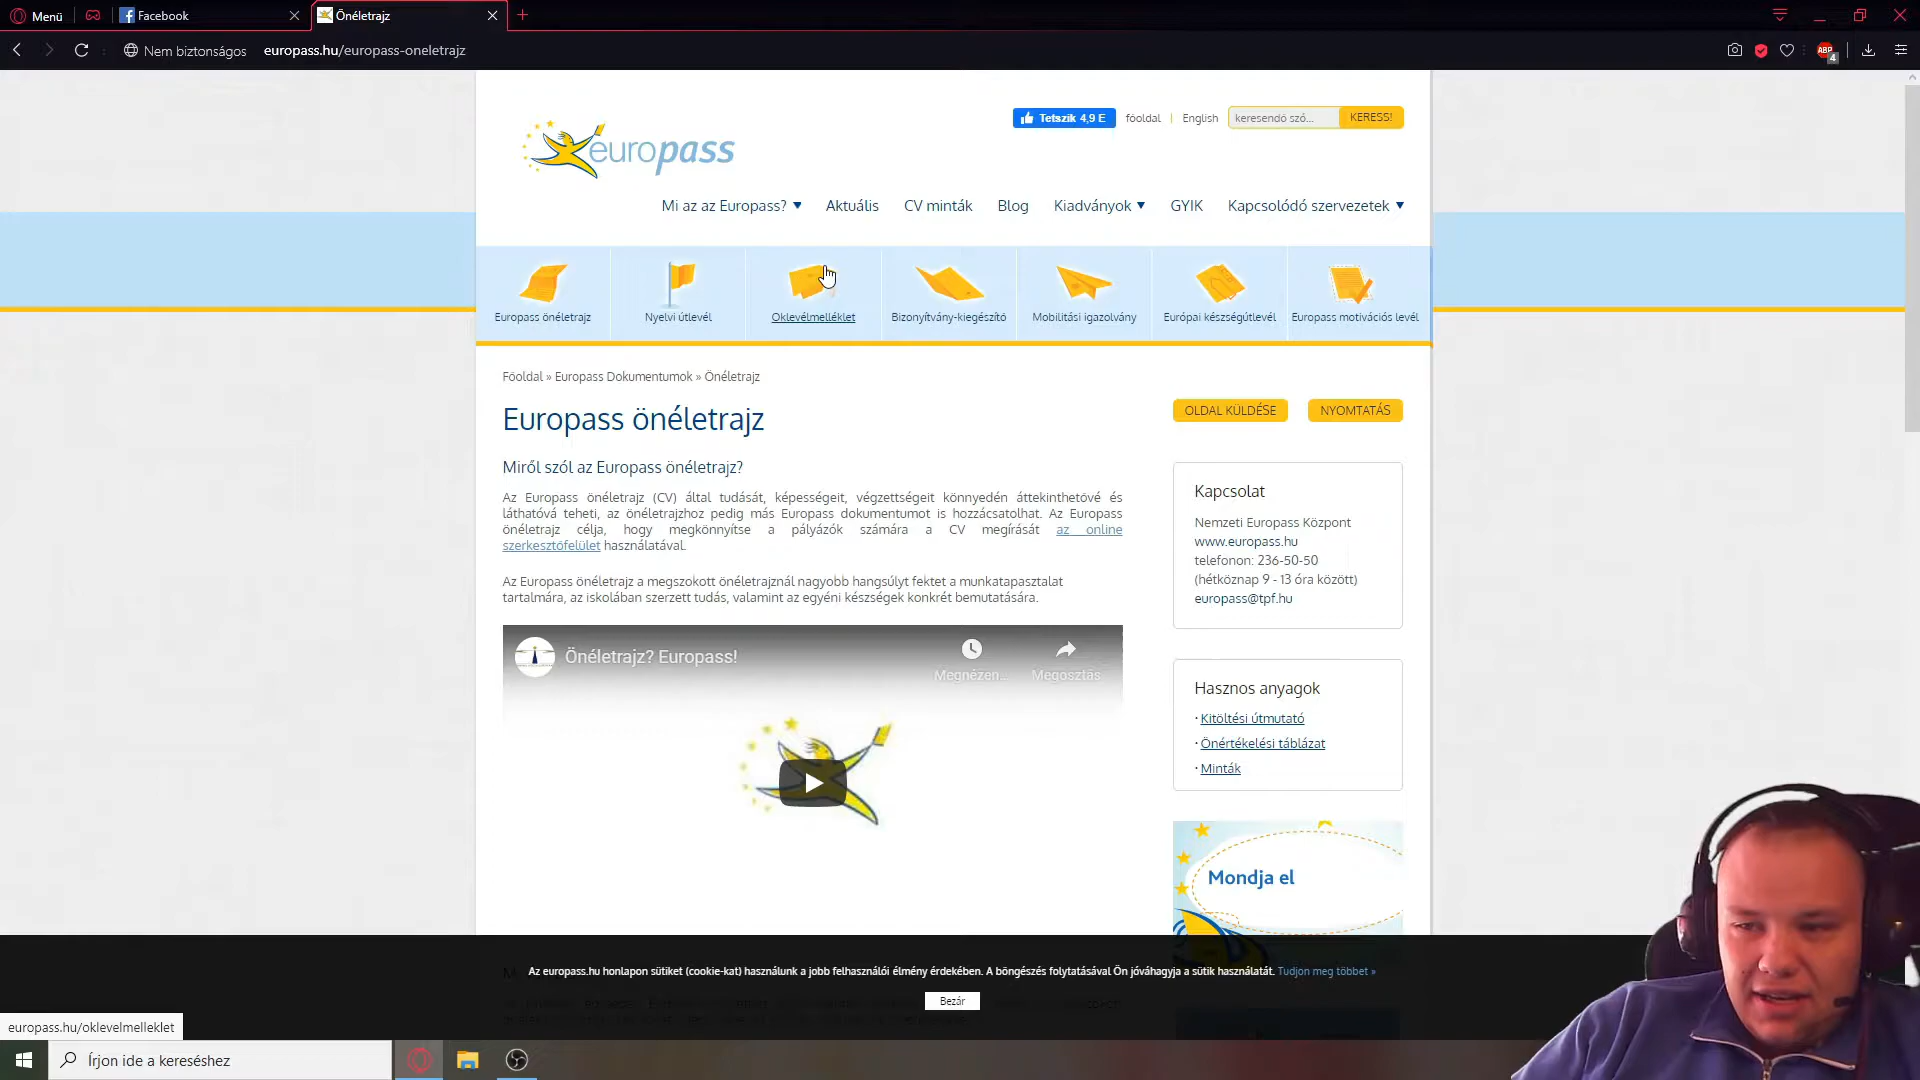 Menü
Facebook
Önéletrajz
Nem biztonságos
europass.hu/europass-oneletrajz
ABP
4
Tetszik 4,9 E
főoldal
English
keresendó szó...
KERESS!
europass
Mi az az Europass?
Aktuális
CV minták
Blog
Kiadványok
GYIK
Kapcsolódó szervezetek
Europass önéletrajz
Nyelvi útlevél
Oklevélmelléklet
Bizonyítvány-kiegészítő
Mobilitási igazolvány
Európai készségútlevél
Europass motivációs levél
Főoldal » Europass Dokumentumok » Önéletrajz
Europass önéletrajz
OLDAL KÜLDÉSE
NYOMTATÁS
Miről szól az Europass önéletrajz?
Az Europass önéletrajz (CV) által tudását, képességeit, végzettségeit könnyedén áttekinthetővé és
láthatóvá teheti, az önéletrajzhoz pedig más Europass dokumentumot is hozzácsatolhat. Az Europass
önéletrajz célja, hogy megkönnyítse a pályázók számára a CV megírását az online
szerkesztőfelület használatával.
Az Europass önéletrajz a megszokott önéletrajznál nagyobb hangsúlyt fektet a munkatapasztalat
tartalmára, az iskolában szerzett tudás, valamint az egyéni készségek konkrét bemutatására.
Önéletrajz? Europass!
Megnézen...
Megosztás
Kapcsolat
Nemzeti Europass Központ
www.europass.hu
telefonon: 236-50-50
(hétköznap 9 - 13 óra között)
europass@tpf.hu
Hasznos anyagok
· Kitöltési útmutató
· Önértékelési táblázat
· Minták
Mondja el
Az europass.hu honlapon sütiket (cookie-kat) használunk a jobb felhasználói élmény érdekében. A böngészés folytatásával Ön jóváhagyja a sütik használatát. Tudjon meg többet »
Bezár
europass.hu/oklevelmelleklet
Írjon ide a kereséshez